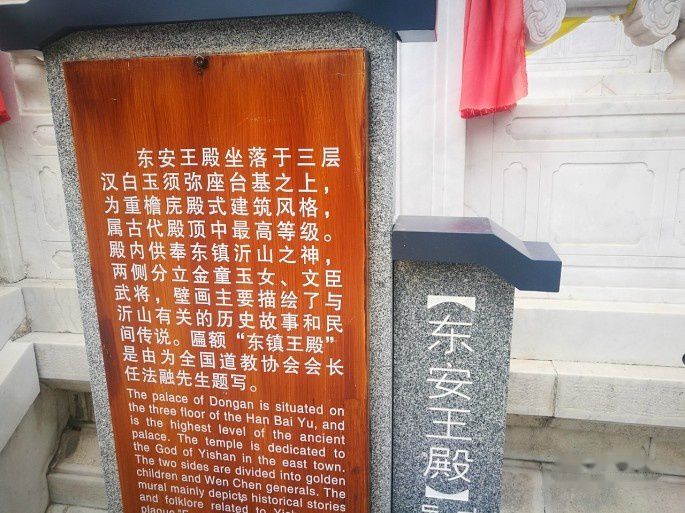 东安王殿坐落于三层
汉白玉须弥座台基之上，
为重檐庑殿式建筑风格，
属古代殿顶中最高等级。
殿内供奉东镇沂山之神，
两侧分立金童玉女、文臣
武将，壁画主要描绘了与
沂山有关的历史故事和民
间传说。匾额“东镇王殿”
是由为全国道教协会会长
任法融先生题写。
The palace of Dongan is situated on
the three floor of the Han Bai Yu, and
is the highest level of the ancient
palace. The temple is dedicated to
the God of Yishan in the east town.
The two sides are divided into golden
children and Wen Chen generals. The
mural mainly depicts historical stories
and folklore related to
【东安王殿】